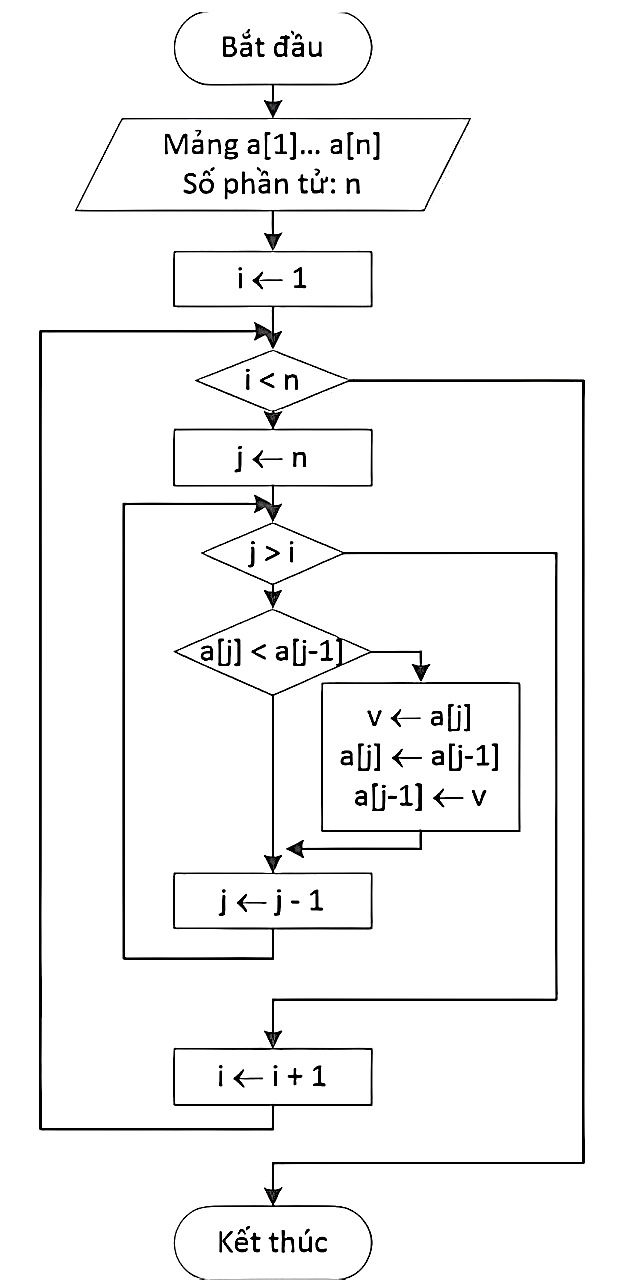 Bắt đầu
Mảng a[1]... a[n]
Số phần tử: n
i ← 1
i < n
j ← n
j > i
a[j] < a[j-1]
v ← a[j]
a[j] ← a[j-1]
a[j-1] ← v
j ← j - 1
i ← i + 1
Kết thúc